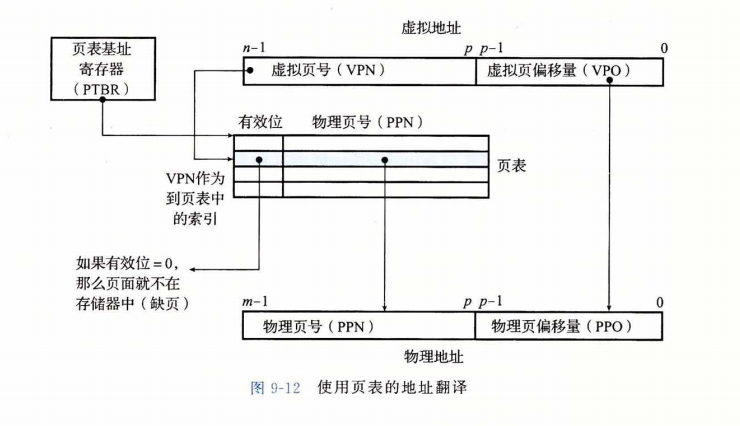 虚拟地址
页表基址
寄存器
（PTBR）
n-1
p p-1
0
虚拟页号（VPN）
虚拟页偏移量（VPO）
有效位
物理页号（PPN）
页表
VPN作为
到页表中
的索引
如果有效位=0，
那么页面就不在
存储器中（缺页）
m-1
p p-1
0
物理页号（PPN）
物理页偏移量（PPO）
物理地址
图 9-12 使用页表的地址翻译